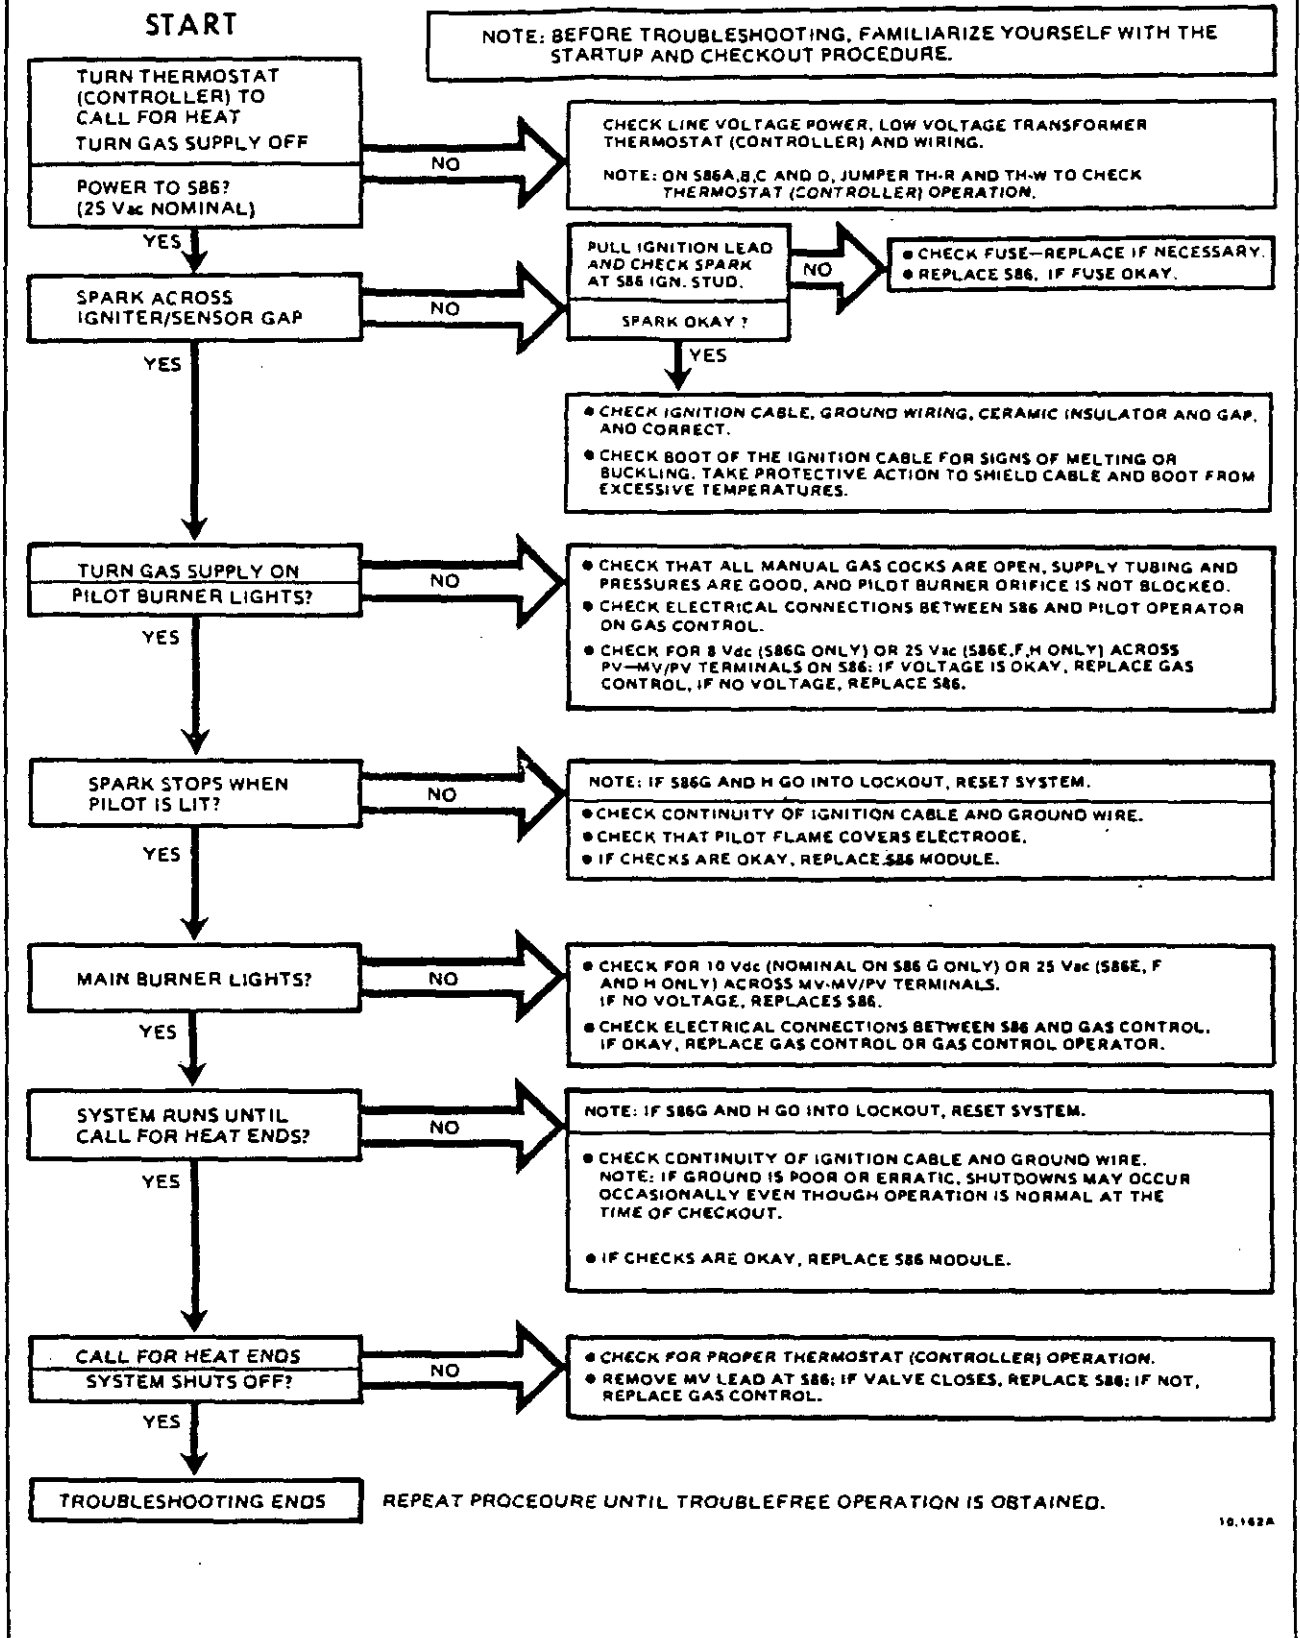 START
NOTE: BEFORE TROUBLESHOOTING, FAMILIARIZE YOURSELF WITH THE
STARTUP AND CHECKOUT PROCEDURE.
TURN THERMOSTAT
(CONTROLLER) TO
CALL FOR HEAT
TURN GAS SUPPLY OFF
POWER TO S86?
(25 Vac NOMINAL)
NO
CHECK LINE VOLTAGE POWER, LOW VOLTAGE TRANSFORMER
THERMOSTAT (CONTROLLER) AND WIRING.
NOTE: ON S86A,B,C AND D, JUMPER TH-R AND TH-W TO CHECK
THERMOSTAT (CONTROLLER) OPERATION.
YES
SPARK ACROSS
IGNITER/SENSOR GAP
NO
PULL IGNITION LEAD
AND CHECK SPARK
AT S86 IGN. STUD.
SPARK OKAY ?
NO
● CHECK FUSE—REPLACE IF NECESSARY.
● REPLACE S86, IF FUSE OKAY.
YES
YES
● CHECK IGNITION CABLE, GROUND WIRING, CERAMIC INSULATOR AND GAP,
AND CORRECT.
● CHECK BOOT OF THE IGNITION CABLE FOR SIGNS OF MELTING OR
BUCKLING. TAKE PROTECTIVE ACTION TO SHIELD CABLE AND BOOT FROM
EXCESSIVE TEMPERATURES.
TURN GAS SUPPLY ON
PILOT BURNER LIGHTS?
NO
● CHECK THAT ALL MANUAL GAS COCKS ARE OPEN, SUPPLY TUBING AND
PRESSURES ARE GOOD, AND PILOT BURNER ORIFICE IS NOT BLOCKED.
● CHECK ELECTRICAL CONNECTIONS BETWEEN S86 AND PILOT OPERATOR
ON GAS CONTROL.
● CHECK FOR 8 Vdc (S86G ONLY) OR 25 Vac (S86E,F,H ONLY) ACROSS
PV—MV/PV TERMINALS ON S86: IF VOLTAGE IS OKAY, REPLACE GAS
CONTROL, IF NO VOLTAGE, REPLACE S86.
YES
SPARK STOPS WHEN
PILOT IS LIT?
NO
NOTE: IF S86G AND H GO INTO LOCKOUT, RESET SYSTEM.
● CHECK CONTINUITY OF IGNITION CABLE AND GROUND WIRE.
● CHECK THAT PILOT FLAME COVERS ELECTRODE.
● IF CHECKS ARE OKAY, REPLACE S86 MODULE.
YES
MAIN BURNER LIGHTS?
NO
● CHECK FOR 10 Vdc (NOMINAL ON S86 G ONLY) OR 25 Vac (S86E, F
AND H ONLY) ACROSS MV-MV/PV TERMINALS.
IF NO VOLTAGE, REPLACES S86.
● CHECK ELECTRICAL CONNECTIONS BETWEEN S86 AND GAS CONTROL.
IF OKAY, REPLACE GAS CONTROL OR GAS CONTROL OPERATOR.
YES
SYSTEM RUNS UNTIL
CALL FOR HEAT ENDS?
NO
NOTE: IF S86G AND H GO INTO LOCKOUT, RESET SYSTEM.
● CHECK CONTINUITY OF IGNITION CABLE AND GROUND WIRE.
NOTE: IF GROUND IS POOR OR ERRATIC, SHUTDOWNS MAY OCCUR
OCCASIONALLY EVEN THOUGH OPERATION IS NORMAL AT THE
TIME OF CHECKOUT.
● IF CHECKS ARE OKAY, REPLACE S86 MODULE.
YES
CALL FOR HEAT ENDS
SYSTEM SHUTS OFF?
NO
● CHECK FOR PROPER THERMOSTAT (CONTROLLER) OPERATION.
● REMOVE MV LEAD AT S86; IF VALVE CLOSES, REPLACE S86; IF NOT,
REPLACE GAS CONTROL.
YES
TROUBLESHOOTING ENDS
REPEAT PROCEDURE UNTIL TROUBLEFREE OPERATION IS OBTAINED.
10,162A